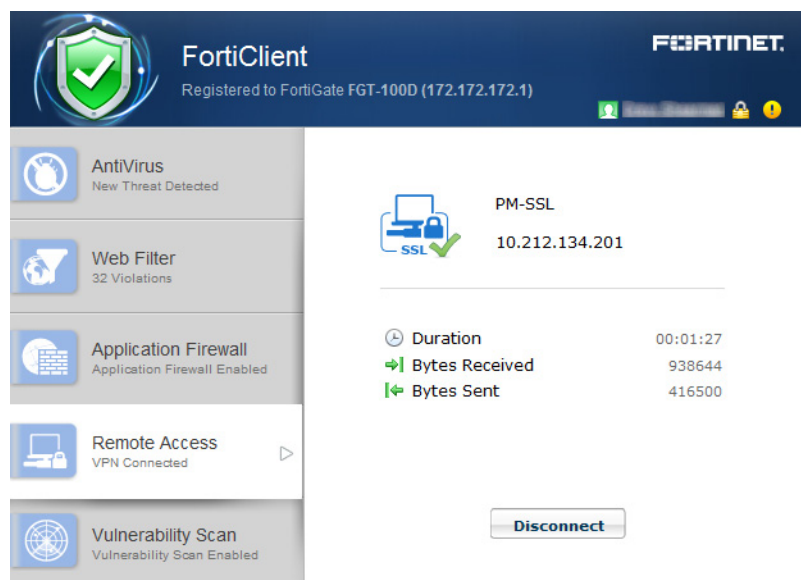 FortiClient
FORTINET.
Registered to FortiGate FGT-100D (172.172.172.1)
AntiVirus
New Threat Detected
Web Filter
32 Violations
Application Firewall
Application Firewall Enabled
Remote Access
VPN Connected
Vulnerability Scan
Vulnerability Scan Enabled
SSL
PM-SSL
10.212.134.201
Duration 00:01:27
Bytes Received 938644
Bytes Sent 416500
Disconnect